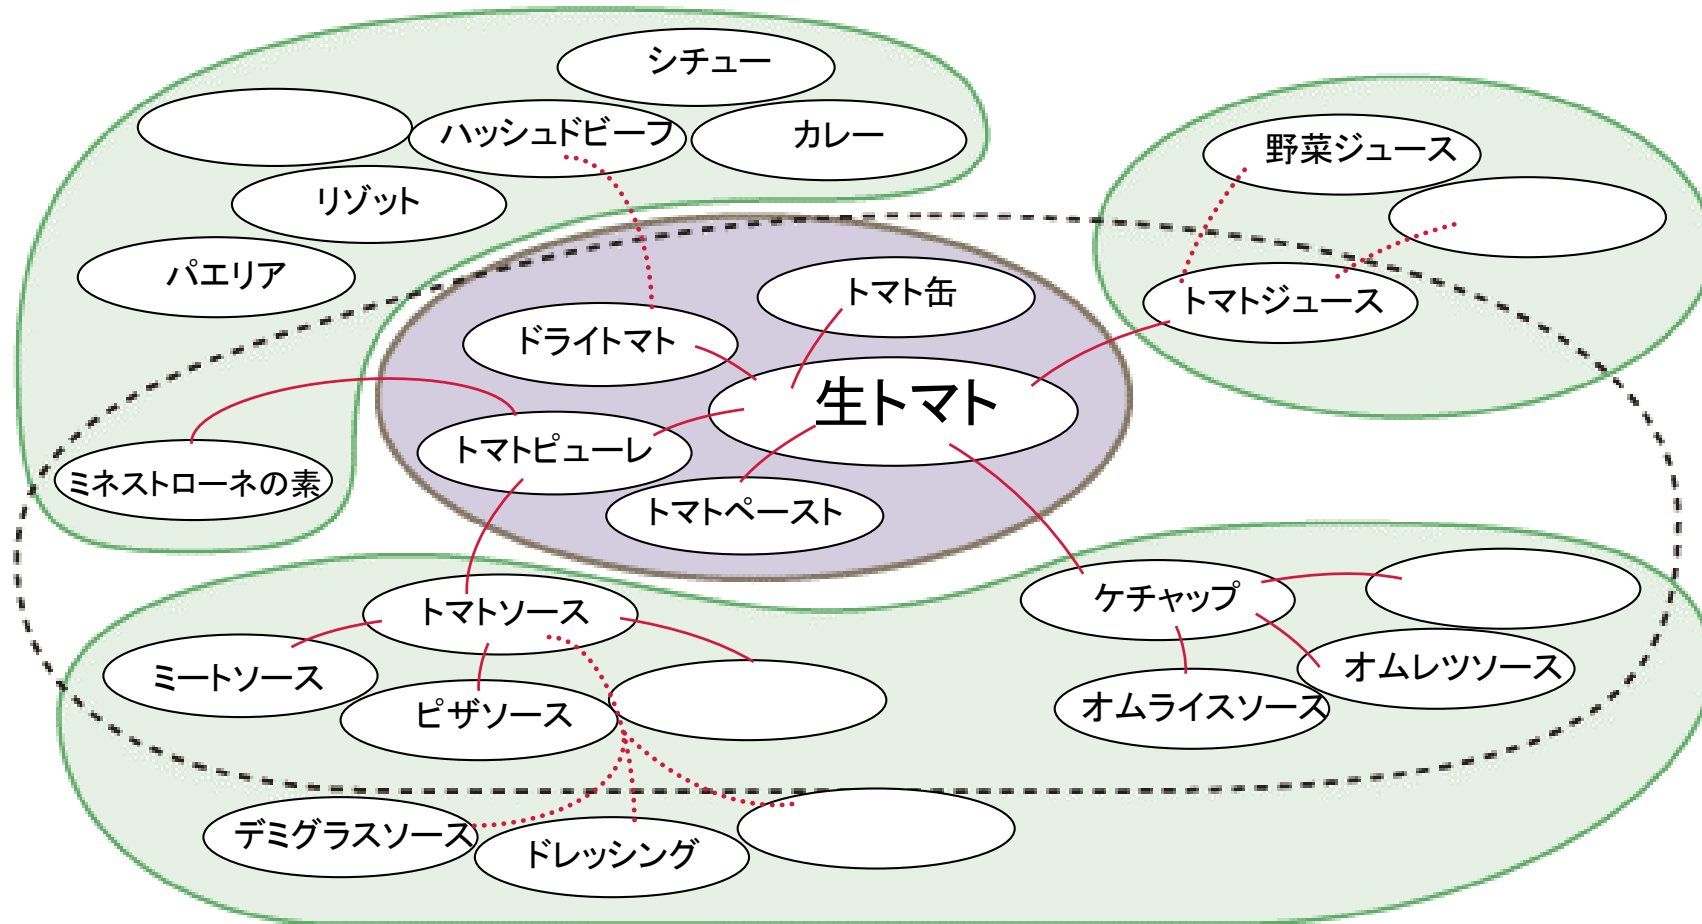 シチュー
ハッシュドビーフ
カレー
リゾット
パエリア
野菜ジュース
トマトジュース
トマト缶
ドライトマト
生トマト
トマトピューレ
トマトペースト
ミネストローネの素
トマトソース
ミートソース
ピザソース
ケチャップ
オムレツソース
オムライスソース
デミグラスソース
ドレッシング